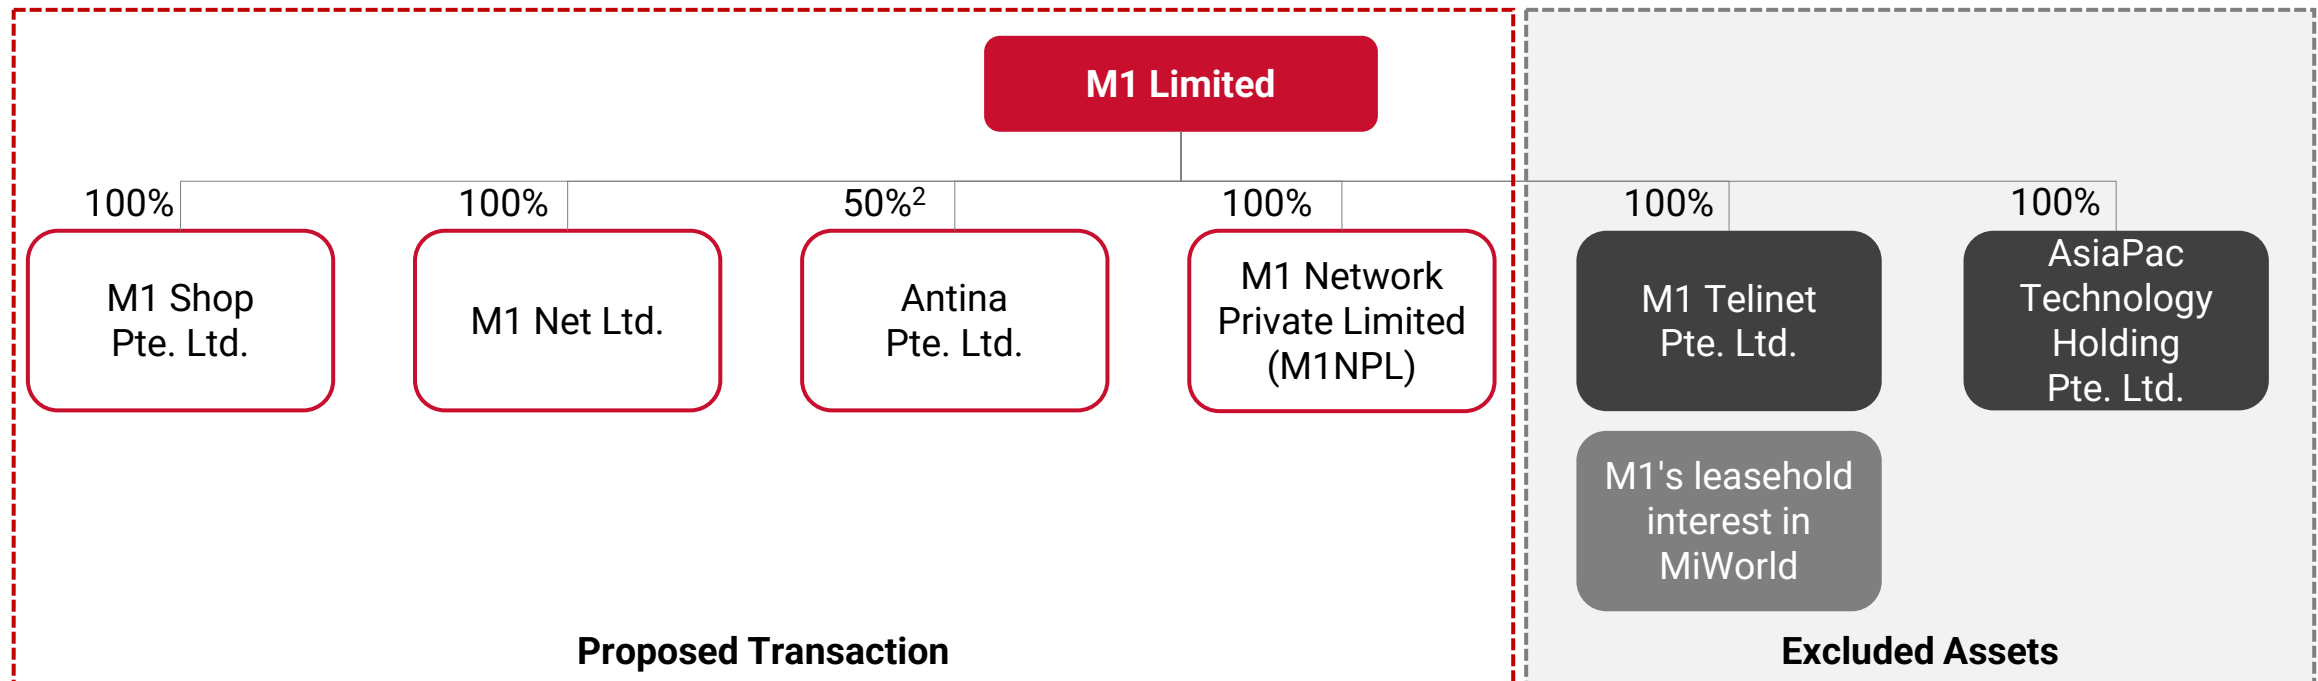 M1 Limited
100%
100%
50%²
100%
100%
100%
M1 Shop
Pte. Ltd.
M1 Net Ltd.
Antina
Pte. Ltd.
M1 Network
Private Limited
(M1NPL)
M1 Telinet
Pte. Ltd.
AsiaPac
Technology
Holding
Pte. Ltd.
M1's leasehold
interest in
MiWorld
Proposed Transaction
Excluded Assets